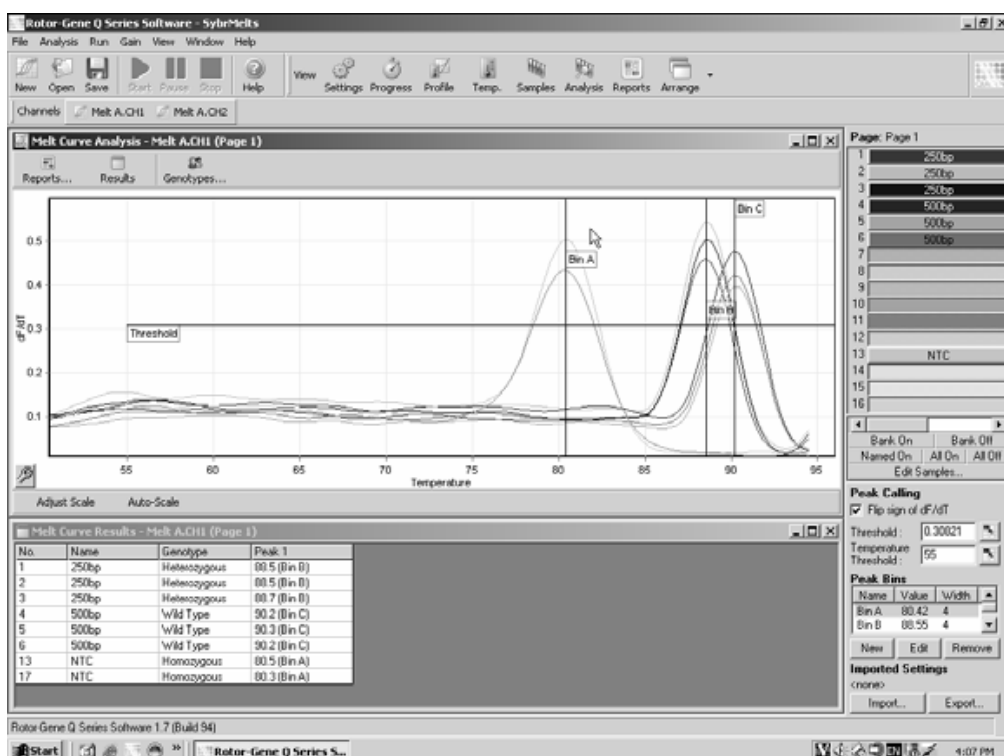 Rotor-Gene Q Series Software - SybrMelts
File Analysis Run Gain View Window Help
New Open Save Start Pause Stop Help View Settings Progress Profile Temp. Samples Analysis Reports Arrange
Channels Melt A.CH1 Melt A.CH2
Melt Curve Analysis - Melt A.CH1 (Page 1)
Reports... Results Genotypes...
dF/dT
0.5
0.4
0.3
0.2
0.1
Bin A
Bin B
Bin C
Threshold
55 60 65 70 75 80 85 90 95
Temperature
Adjust Scale Auto-Scale
Melt Curve Results - Melt A.CH1 (Page 1)
No. Name Genotype Peak 1
1 250bp Heterozygous 88.5 (Bin B)
2 250bp Heterozygous 88.5 (Bin B)
3 250bp Heterozygous 88.7 (Bin B)
4 500bp Wild Type 90.2 (Bin C)
5 500bp Wild Type 90.3 (Bin C)
6 500bp Wild Type 90.2 (Bin C)
13 NTC Homozygous 80.5 (Bin A)
17 NTC Homozygous 80.3 (Bin A)
Page: Page 1
1 250bp
2 250bp
3 250bp
4 500bp
5 500bp
6 500bp
7
8
9
10
11
12
13 NTC
14
15
16
Bank On Bank Off
Named On All On All Off
Edit Samples...
Peak Calling
Flip sign of dF/dT
Threshold : 0.30821
Temperature
Threshold : 55
Peak Bins
Name Value Width
Bin A 80.42 4
Bin B 88.55 4
New Edit Remove
Imported Settings
<none>
Import... Export...
Rotor-Gene Q Series Software 1.7 (Build 94)
Start Rotor-Gene Q Series S... 4:07 PM